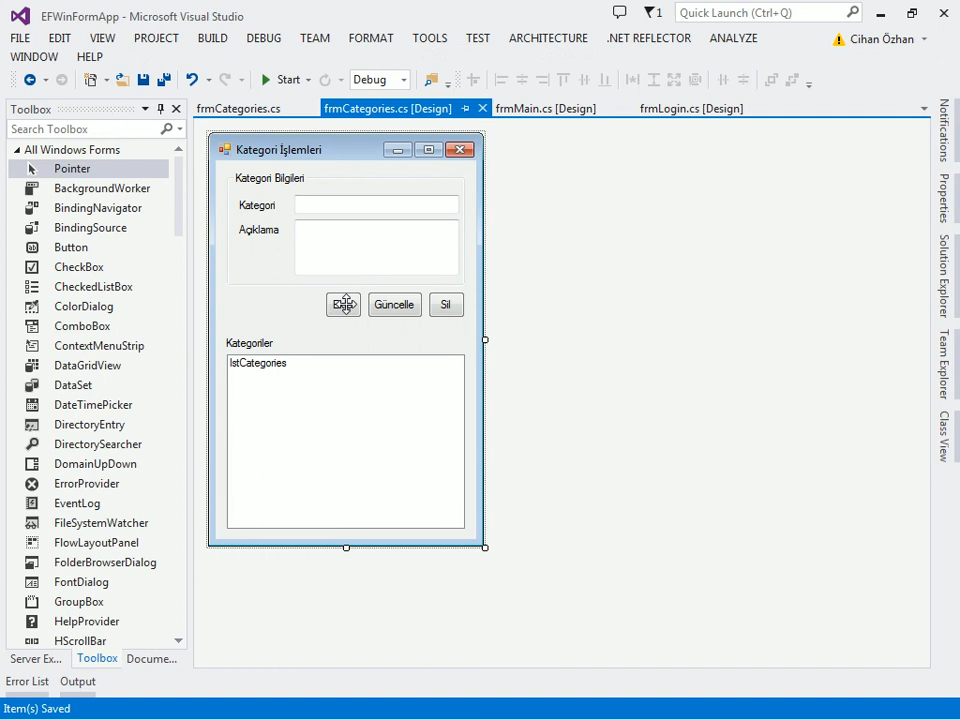 EFWinFormApp - Microsoft Visual Studio
1
Quick Launch (Ctrl+Q)
FILE EDIT VIEW PROJECT BUILD DEBUG TEAM FORMAT TOOLS TEST ARCHITECTURE .NET REFLECTOR ANALYZE
Cihan Özhan
WINDOW HELP
Start
Debug
Toolbox
frmCategories.cs
frmCategories.cs [Design]
frmMain.cs [Design]
frmLogin.cs [Design]
Search Toolbox
All Windows Forms
Pointer
BackgroundWorker
BindingNavigator
BindingSource
Button
CheckBox
CheckedListBox
ColorDialog
ComboBox
ContextMenuStrip
DataGridView
DataSet
DateTimePicker
DirectoryEntry
DirectorySearcher
DomainUpDown
ErrorProvider
EventLog
FileSystemWatcher
FlowLayoutPanel
FolderBrowserDialog
FontDialog
GroupBox
HelpProvider
HScrollBar
Server Ex...
Toolbox
Docume...
Kategori İşlemleri
Kategori Bilgileri
Kategori
Açıklama
Güncelle
Sil
Kategoriler
lstCategories
Notifications
Properties
Solution Explorer
Team Explorer
Class View
Error List
Output
Item(s) Saved